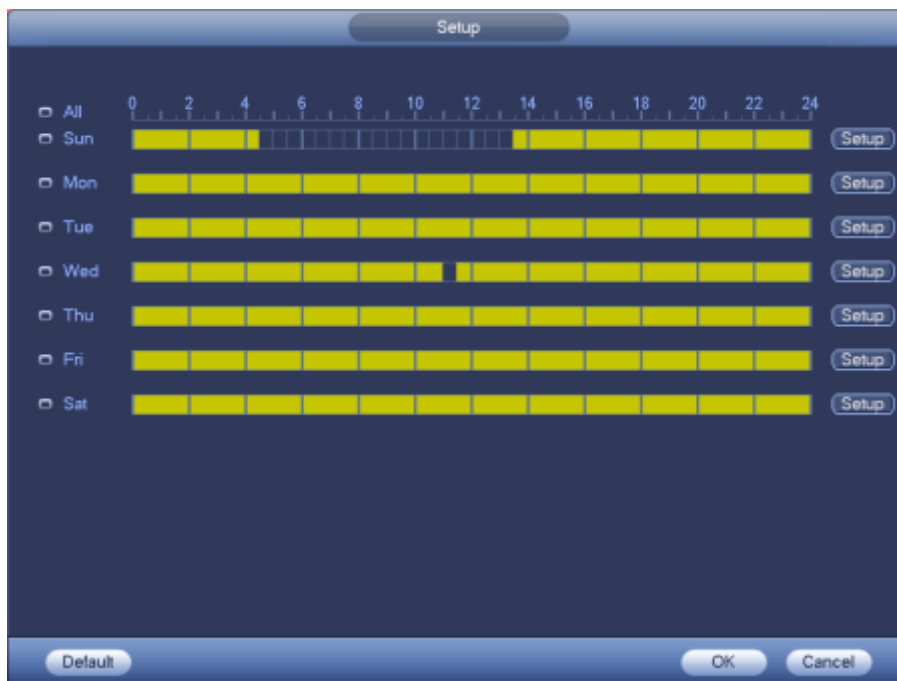 Setup
All 0 2 4 6 8 10 12 14 16 18 20 22 24
Sun Setup
Mon Setup
Tue Setup
Wed Setup
Thu Setup
Fri Setup
Sat Setup
Default OK Cancel